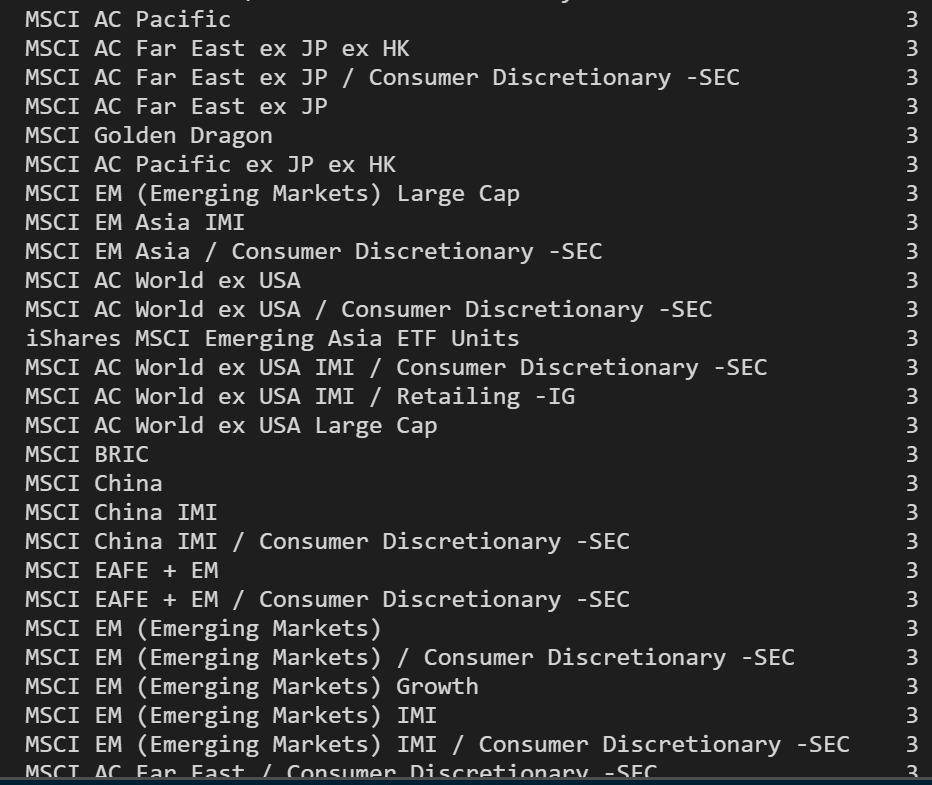 MSCI AC Pacific 3
MSCI AC Far East ex JP ex HK 3
MSCI AC Far East ex JP / Consumer Discretionary -SEC 3
MSCI AC Far East ex JP 3
MSCI Golden Dragon 3
MSCI AC Pacific ex JP ex HK 3
MSCI EM (Emerging Markets) Large Cap 3
MSCI EM Asia IMI 3
MSCI EM Asia / Consumer Discretionary -SEC 3
MSCI AC World ex USA 3
MSCI AC World ex USA / Consumer Discretionary -SEC 3
iShares MSCI Emerging Asia ETF Units 3
MSCI AC World ex USA IMI / Consumer Discretionary -SEC 3
MSCI AC World ex USA IMI / Retailing -IG 3
MSCI AC World ex USA Large Cap 3
MSCI BRIC 3
MSCI China 3
MSCI China IMI 3
MSCI China IMI / Consumer Discretionary -SEC 3
MSCI EAFE + EM 3
MSCI EAFE + EM / Consumer Discretionary -SEC 3
MSCI EM (Emerging Markets) 3
MSCI EM (Emerging Markets) / Consumer Discretionary -SEC 3
MSCI EM (Emerging Markets) Growth 3
MSCI EM (Emerging Markets) IMI 3
MSCI EM (Emerging Markets) IMI / Consumer Discretionary -SEC 3
MSCI AC Far East / Consumer Discretionary -SEC 3